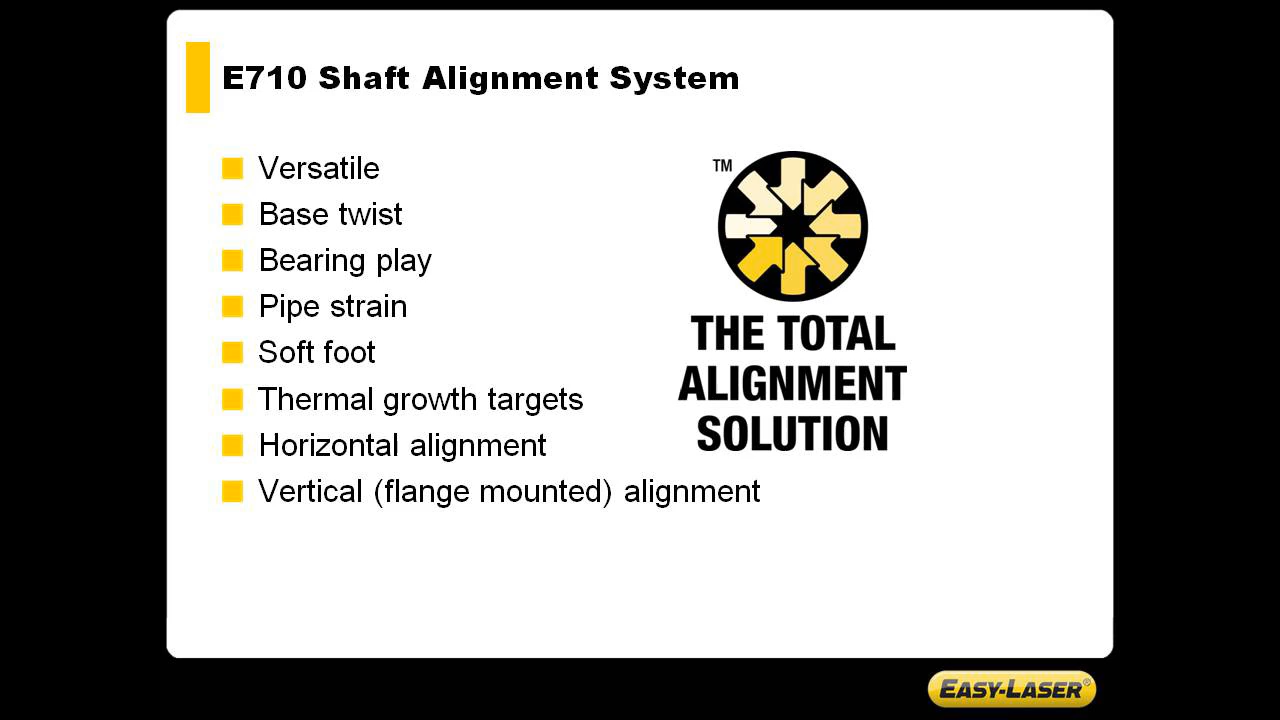 E710 Shaft Alignment System
Versatile
Base twist
Bearing play
Pipe strain
Soft foot
Thermal growth targets
Horizontal alignment
Vertical (flange mounted) alignment
TM
THE TOTAL
ALIGNMENT
SOLUTION
EASY-LASER®